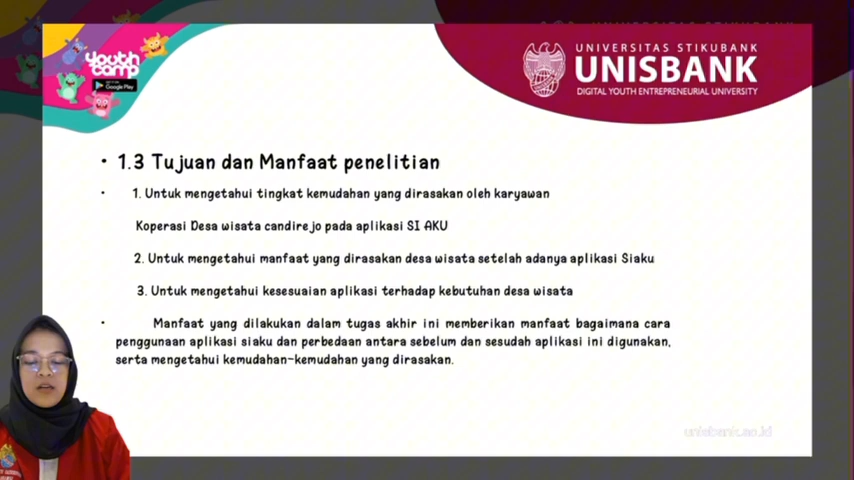 youth
camp
Google Play
UNIVERSITAS STIKUBANK
UNISBANK
DIGITAL YOUTH ENTREPRENEURIAL UNIVERSITY
• 1.3 Tujuan dan Manfaat penelitian
• 1. Untuk mengetahui tingkat kemudahan yang dirasakan oleh karyawan
Koperasi Desa wisata candirejo pada aplikasi SI AKU
2. Untuk mengetahui manfaat yang dirasakan desa wisata setelah adanya aplikasi Siaku
3. Untuk mengetahui kesesuaian aplikasi terhadap kebutuhan desa wisata
• Manfaat yang dilakukan dalam tugas akhir ini memberikan manfaat bagaimana cara
penggunaan aplikasi siaku dan perbedaan antara sebelum dan sesudah aplikasi ini digunakan,
serta mengetahui kemudahan-kemudahan yang dirasakan.
unisbank.ac.id